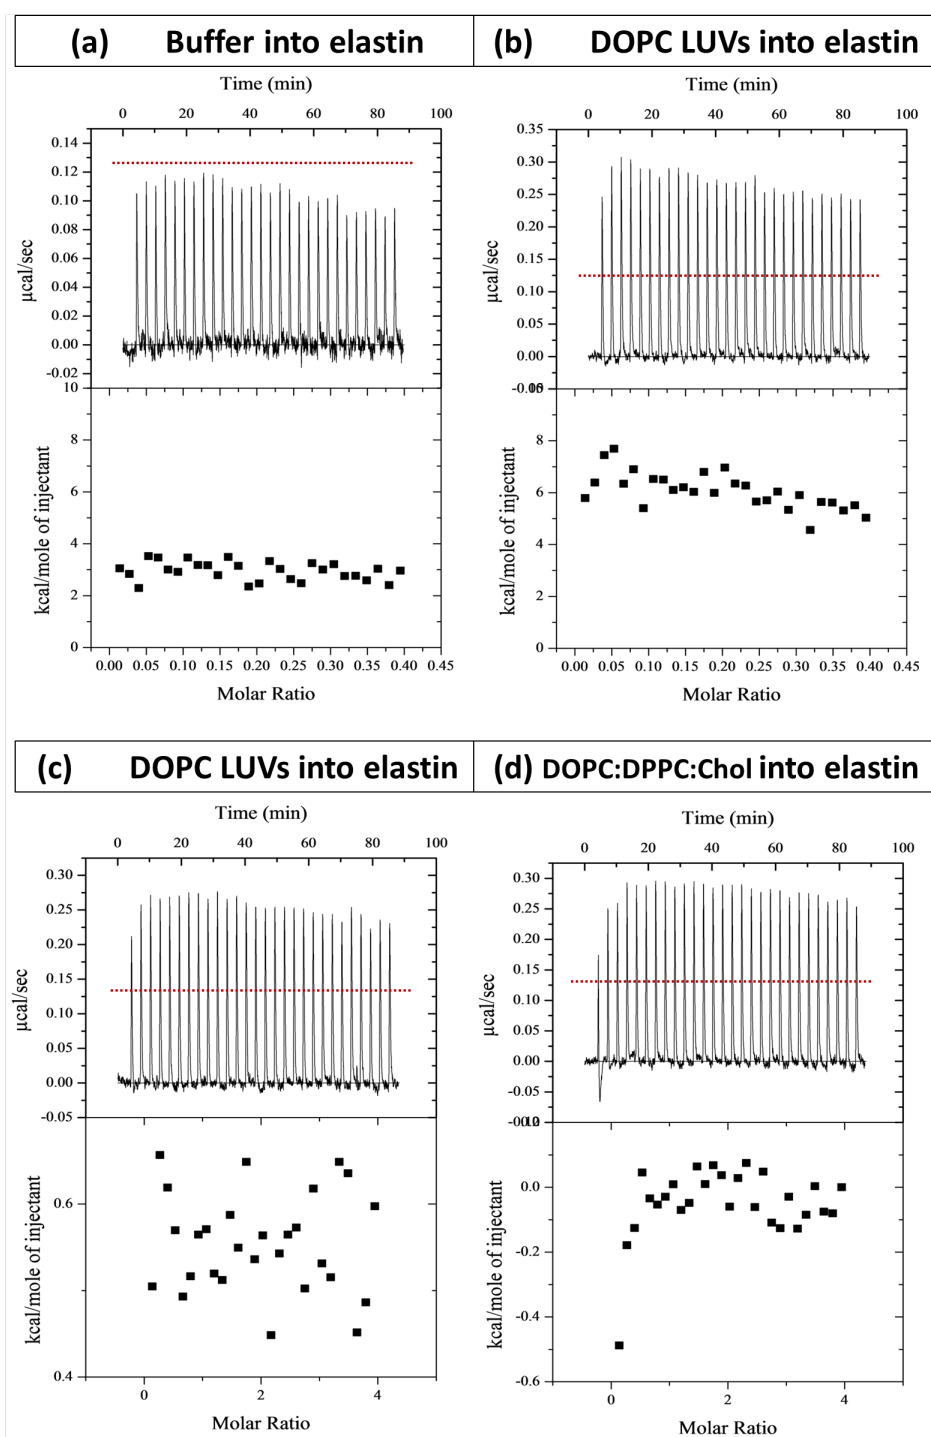 (a) Buffer into elastin
Time (min)
0 20 40 60 80 100
0.14
0.12
0.10
0.08
0.06
0.04
0.02
0.00
-0.02
µcal/sec
10
8
6
4
2
0
kcal/mole of injectant
0.00 0.05 0.10 0.15 0.20 0.25 0.30 0.35 0.40 0.45
Molar Ratio
(b) DOPC LUVs into elastin
Time (min)
0 20 40 60 80 100
0.35
0.30
0.25
0.20
0.15
0.10
0.05
0.00
µcal/sec
8
6
4
2
0
kcal/mole of injectant
0.00 0.05 0.10 0.15 0.20 0.25 0.30 0.35 0.40 0.45
Molar Ratio
(c) DOPC LUVs into elastin
Time (min)
0 20 40 60 80 100
0.30
0.25
0.20
0.15
0.10
0.05
0.00
-0.05
µcal/sec
0.6
0.4
kcal/mole of injectant
0 2 4
Molar Ratio
(d) DOPC:DPPC:Chol into elastin
Time (min)
0 20 40 60 80 100
0.30
0.25
0.20
0.15
0.10
0.05
0.00
-0.05
µcal/sec
0.0
-0.2
-0.4
-0.6
kcal/mole of injectant
0 2 4
Molar Ratio